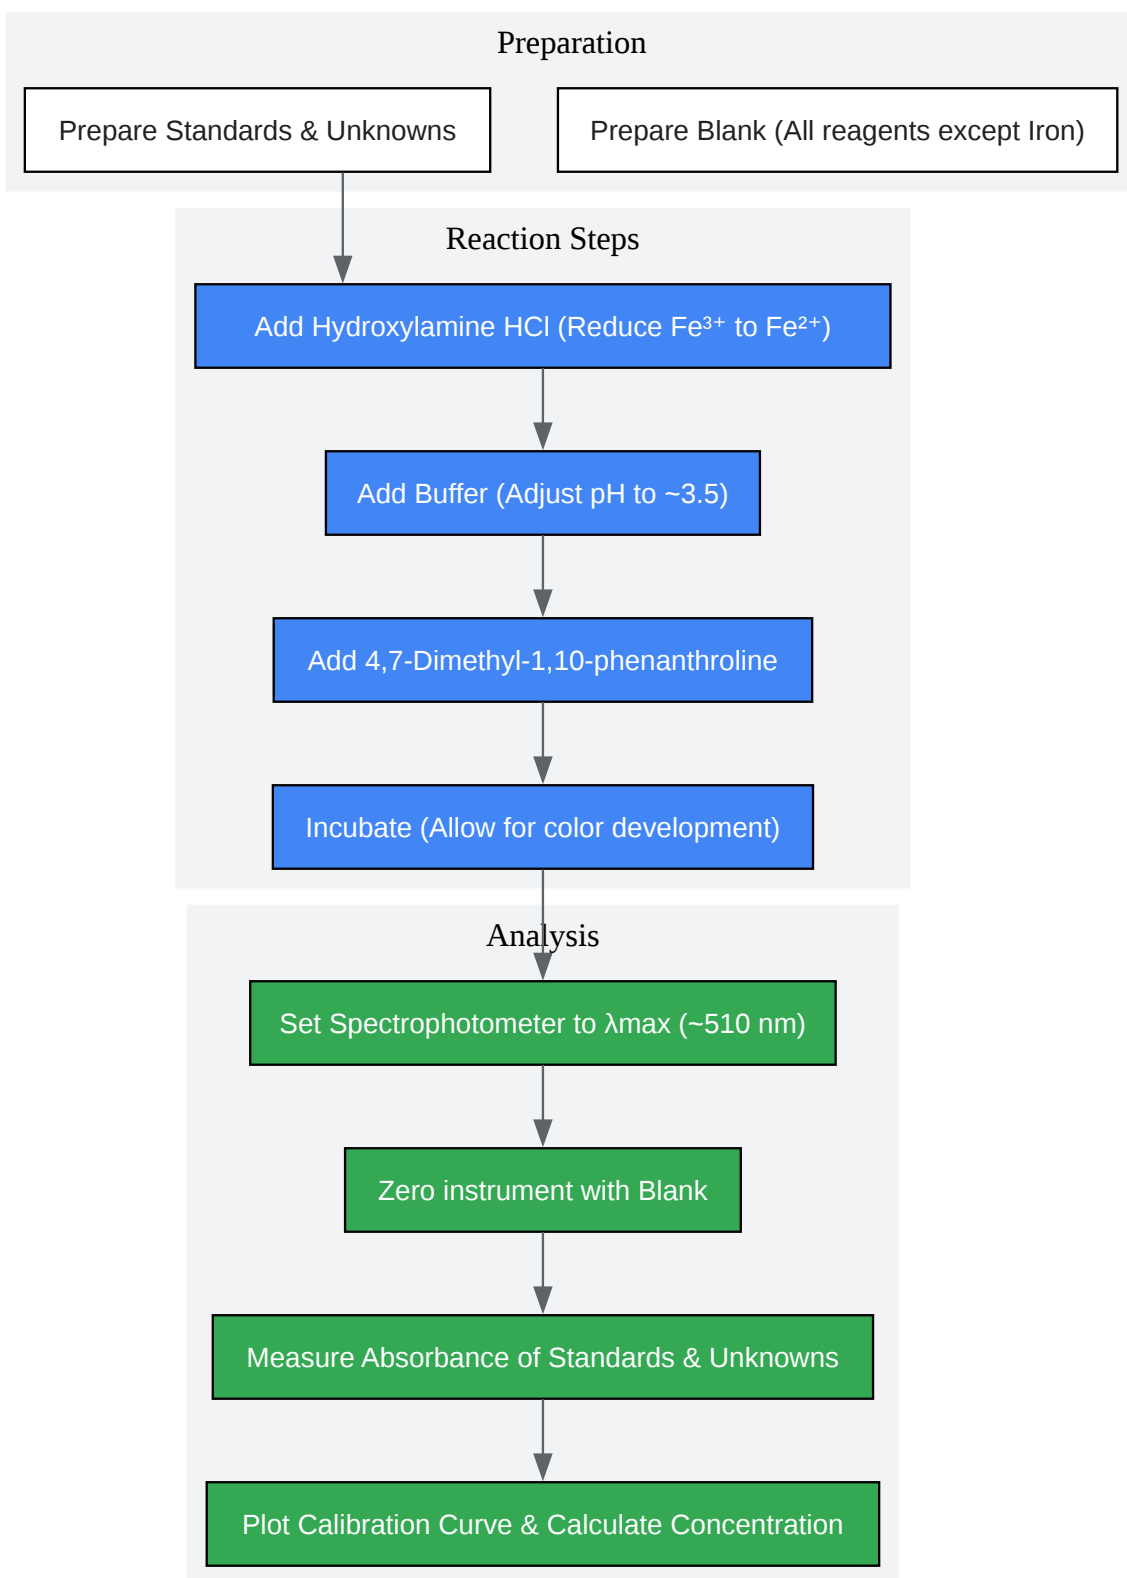 Preparation
Prepare Standards & Unknowns
Prepare Blank (All reagents except Iron)
Reaction Steps
Add Hydroxylamine HCl (Reduce Fe³⁺ to Fe²⁺)
Add Buffer (Adjust pH to ~3.5)
Add 4,7-Dimethyl-1,10-phenanthroline
Incubate (Allow for color development)
Analysis
Set Spectrophotometer to λmax (~510 nm)
Zero instrument with Blank
Measure Absorbance of Standards & Unknowns
Plot Calibration Curve & Calculate Concentration